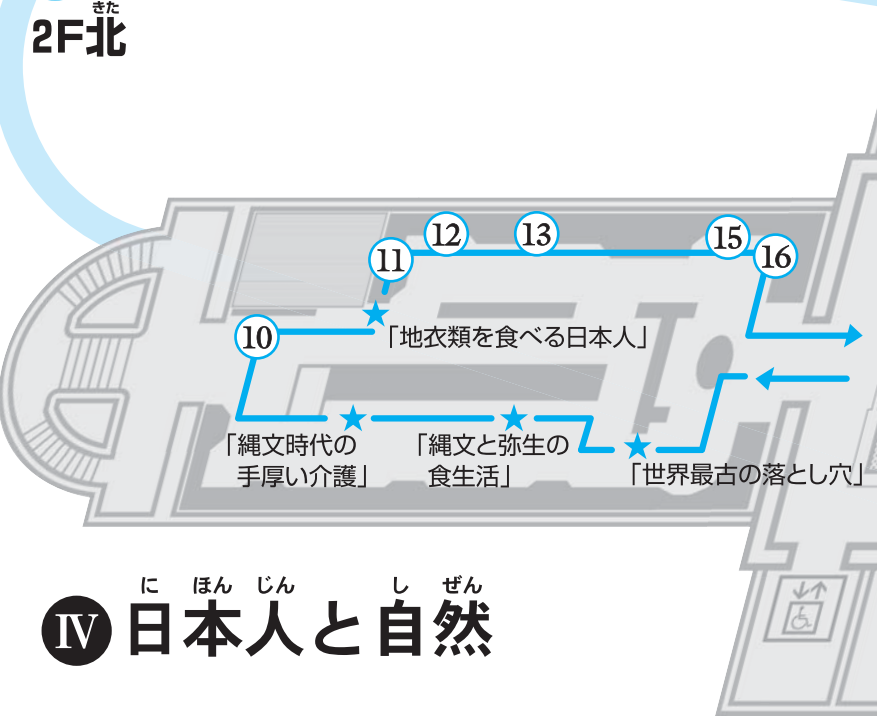 きた
2F北
⑫
⑬
⑮
⑪
⑯
⑩
「地衣類を食べる日本人」
「縄文時代の
手厚い介護」
「縄文と弥生の
食生活」
「世界最古の落とし穴」
に ほん じん し ぜん
Ⅳ 日本人と自然